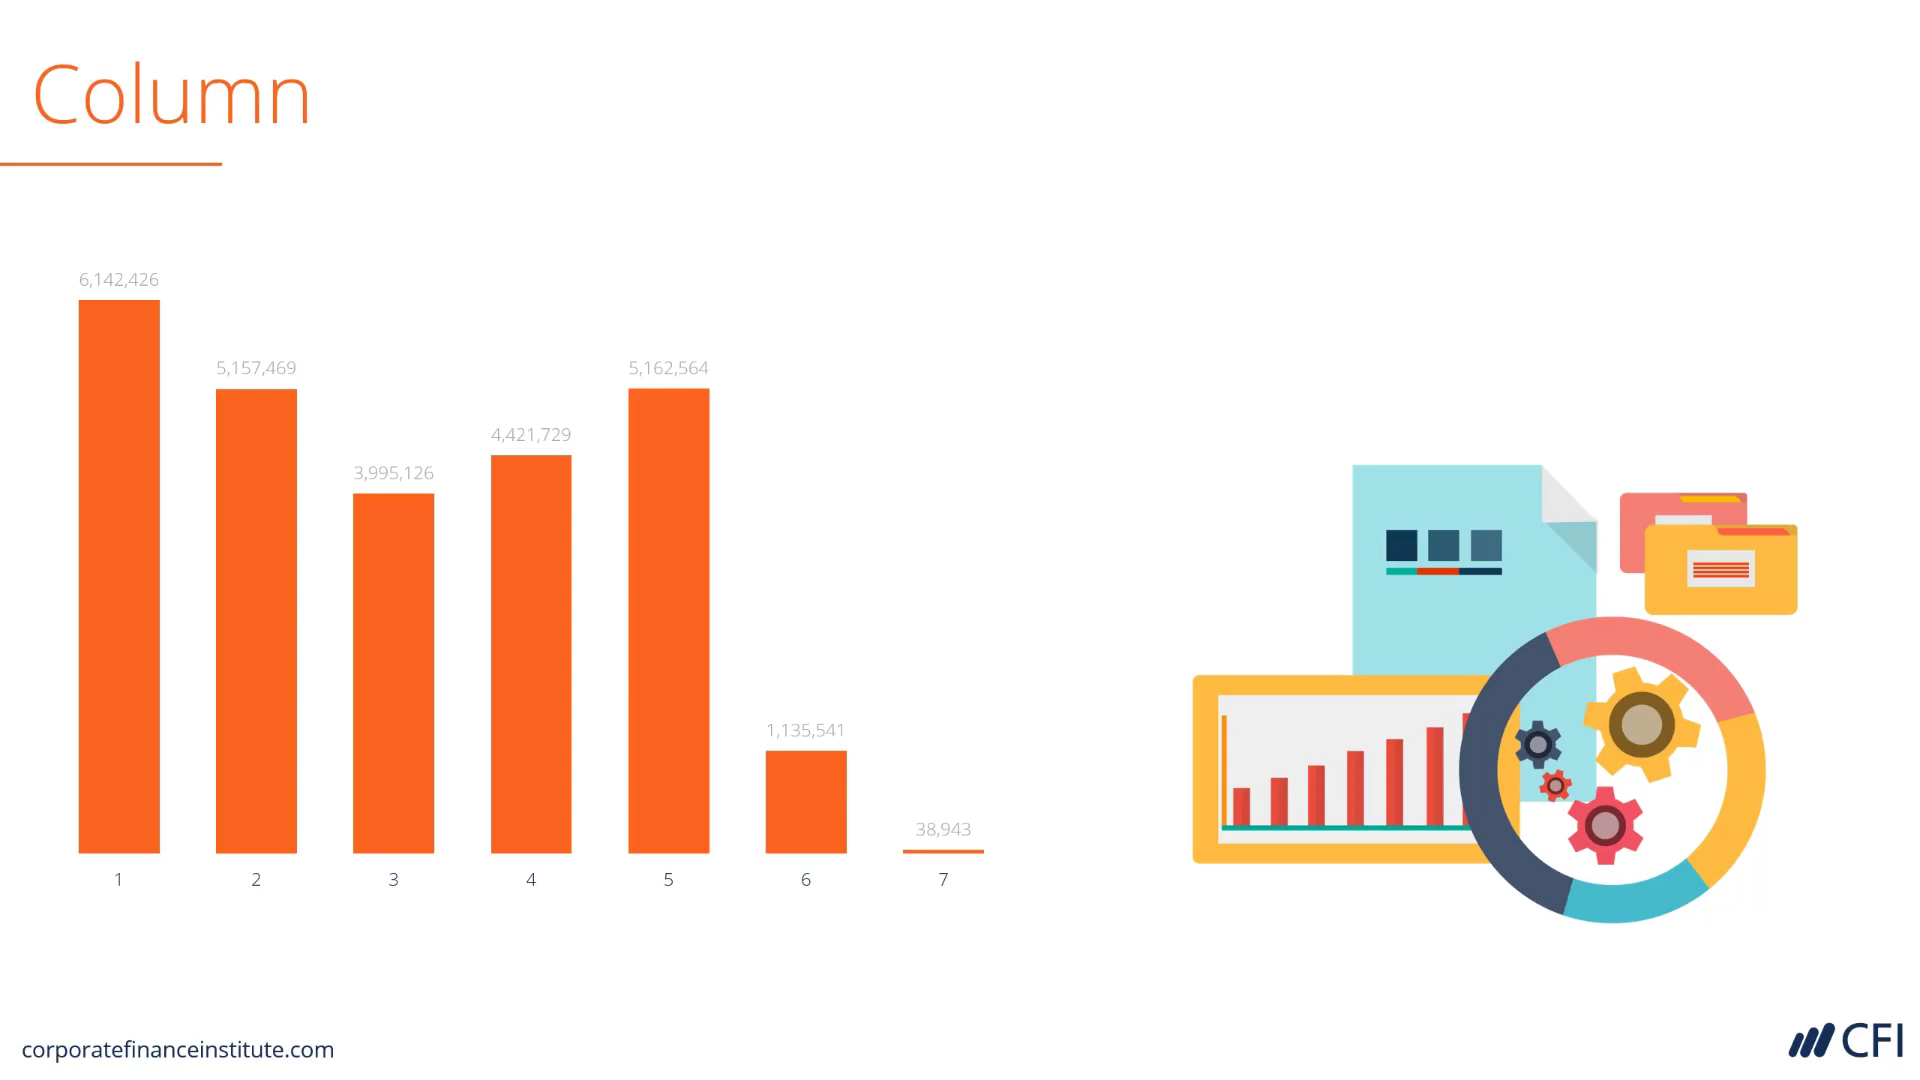 Column
6,142,426
5,157,469
5,162,564
4,421,729
3,995,126
1,135,541
38,943
1 2 3 4 5 6 7
corporatefinanceinstitute.com
CFI